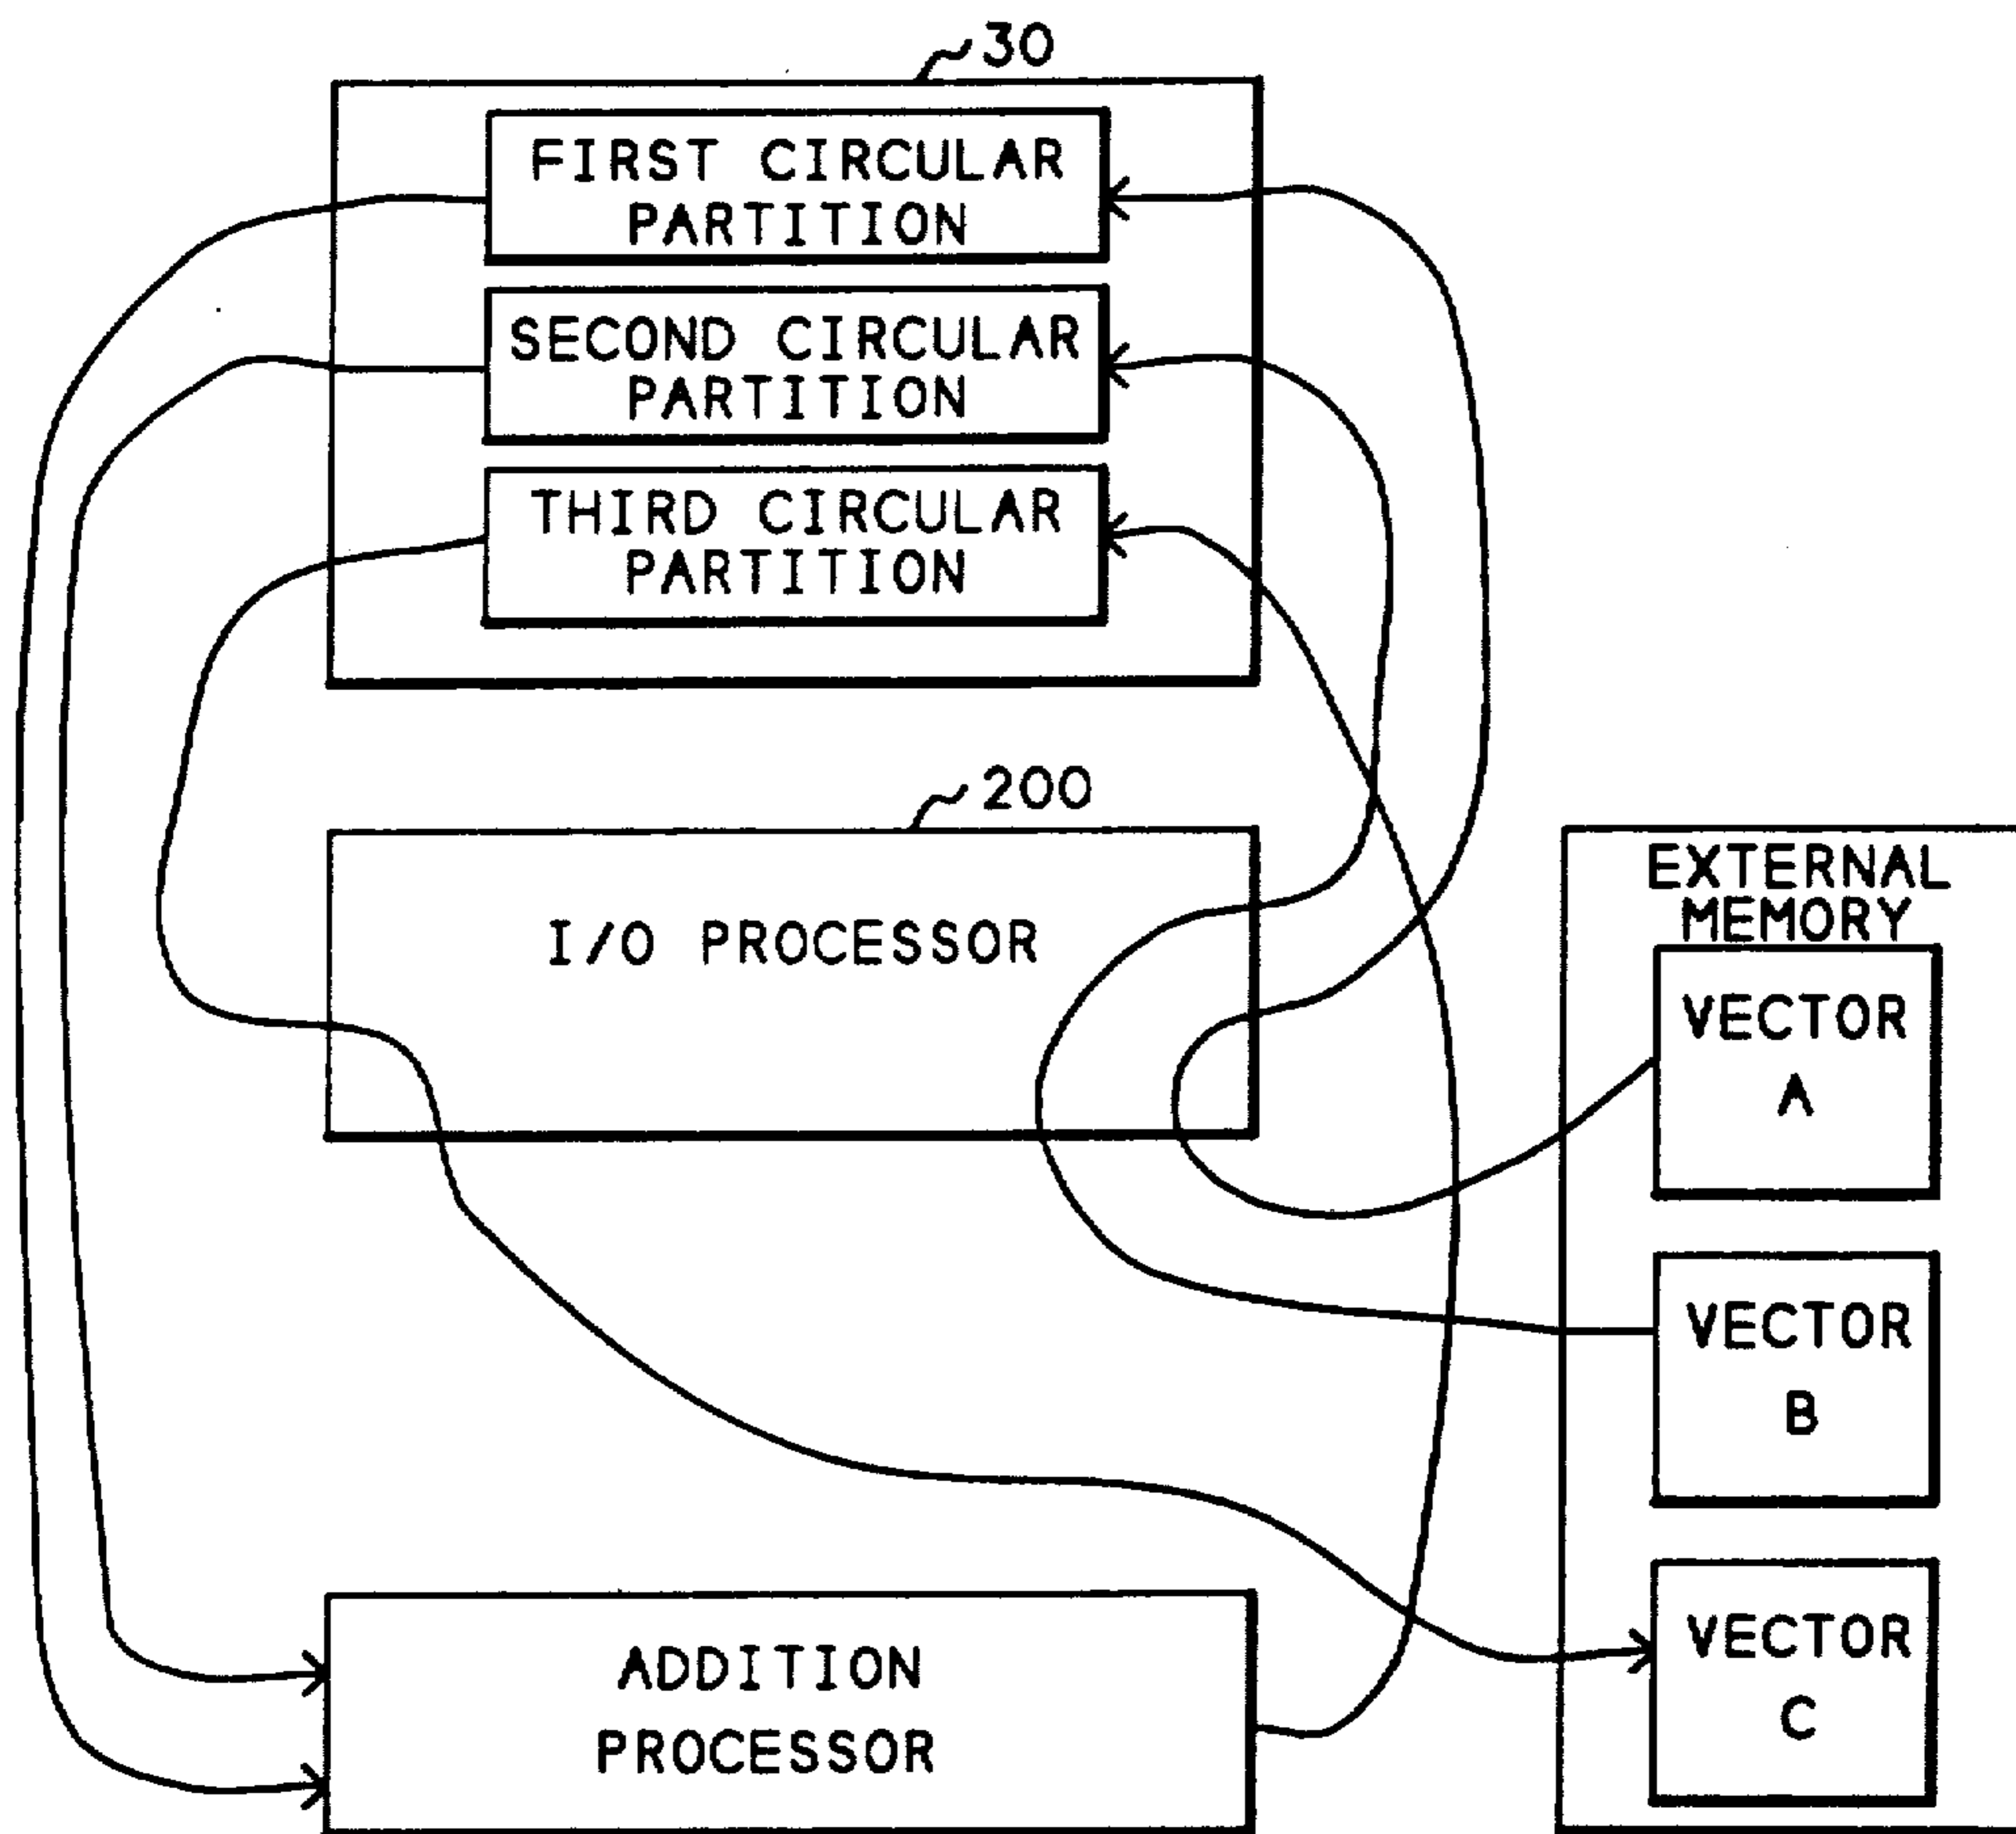 30
FIRST CIRCULAR
PARTITION
SECOND CIRCULAR
PARTITION
THIRD CIRCULAR
PARTITION
200
I/O PROCESSOR
EXTERNAL
MEMORY
VECTOR
A
VECTOR
B
VECTOR
C
ADDITION
PROCESSOR